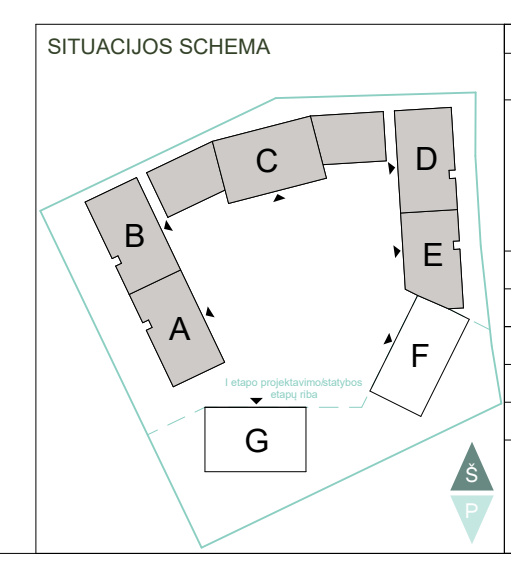 SITUACIJOS SCHEMA
C
D
B
E
A
F
I etapo projektavimo/statybos
etapų riba
G
Š
P